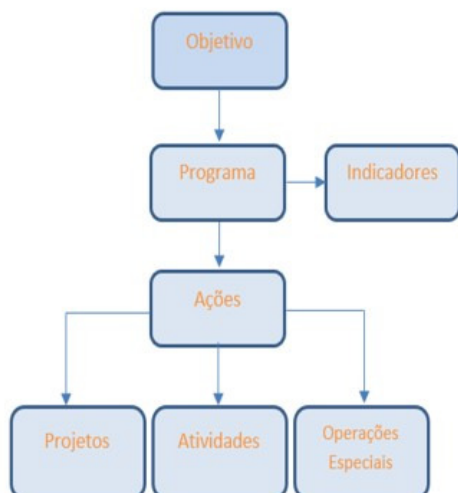 Objetivo
Programa
Indicadores
Ações
Projetos
Atividades
Operações
Especiais